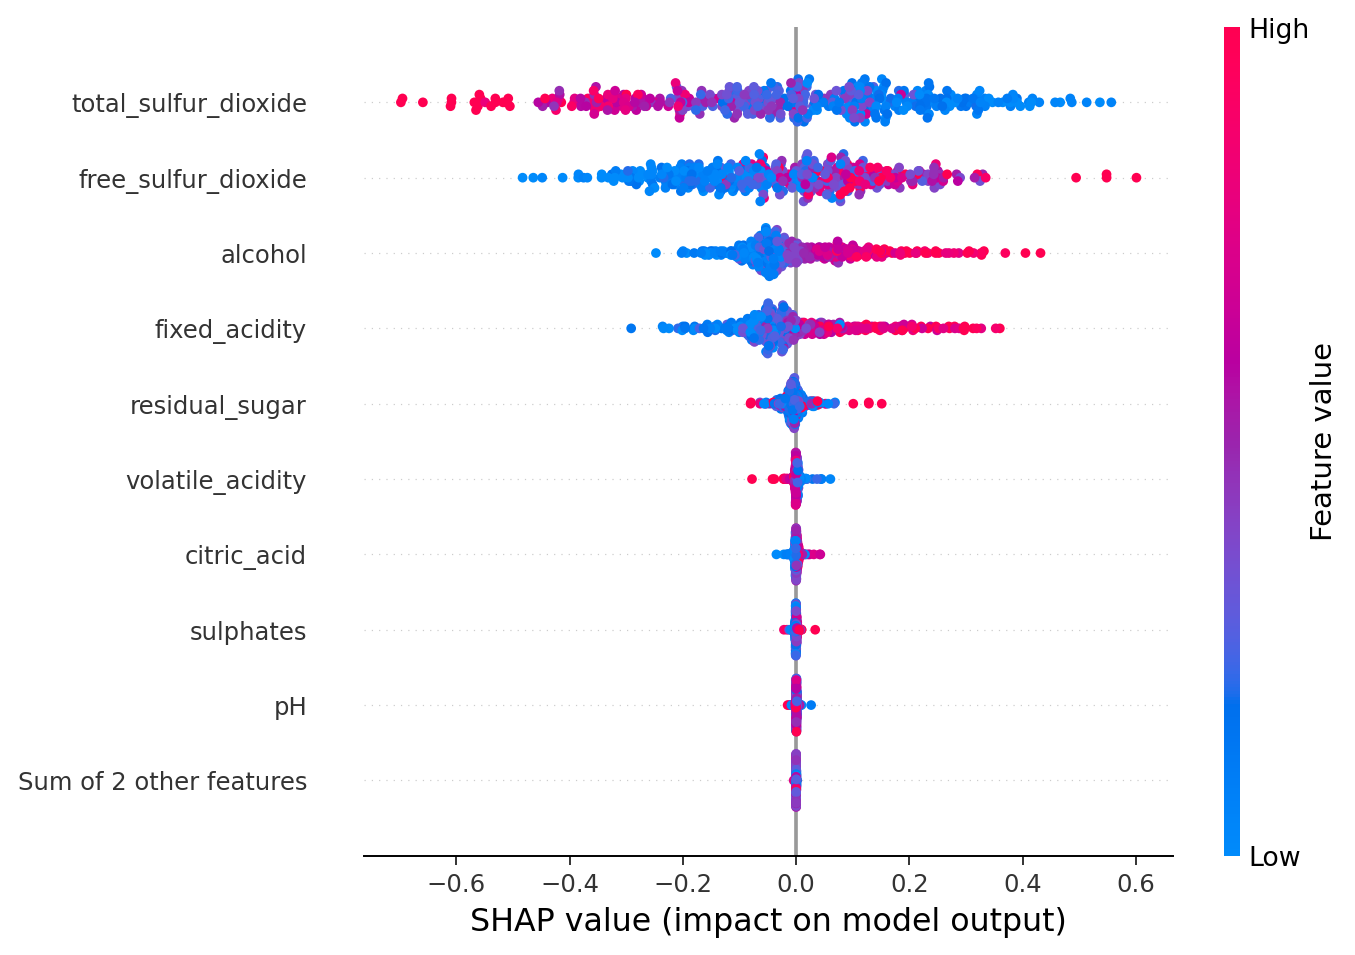 High
total_sulfur_dioxide
free_sulfur_dioxide
alcohol
fixed_acidity
residual_sugar
volatile_acidity
citric_acid
sulphates
pH
Sum of 2 other features
Feature value
Low
−0.6 −0.4 −0.2 0.0 0.2 0.4 0.6
SHAP value (impact on model output)